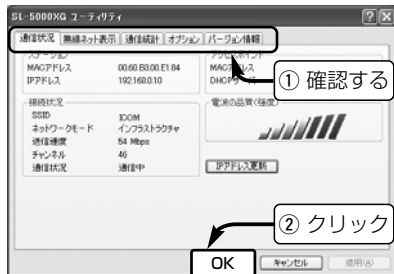 SL-5000XG ユーティリティ
通信状況 無線ネット表示 通信統計 オプション バージョン情報
ステーション
MACアドレス 00:60:B3:00:E1:84
IPアドレス 192.168.0.10
アクセスポイント
MACアドレス
DHCPサーバー
① 確認する
接続状況
SSID ICOM
ネットワークモード インフラストラクチャ
通信速度 54 Mbps
チャンネル 46
通信状況 通信中
電波の品質(強度)
IPアドレス更新
② クリック
OK キャンセル 適用(A)